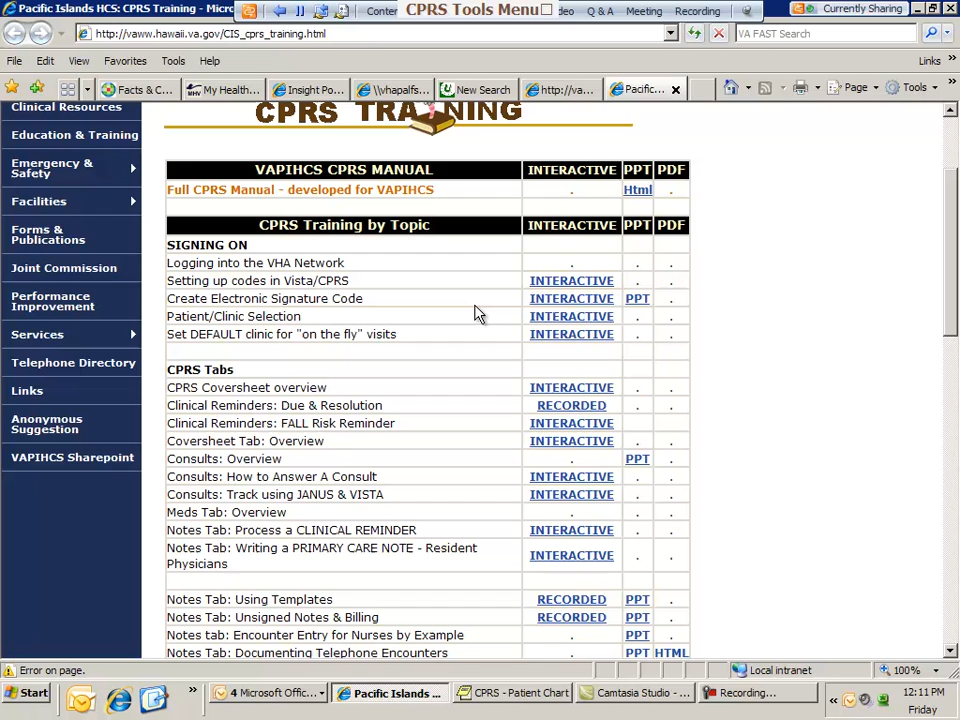 Pacific Islands HCS: CPRS Training - Micro
Conter
CPRS Tools Menu
deo
Q & A
Meeting
Recording
Currently Sharing
http://vaww.hawaii.va.gov/CIS_cprs_training.html
VA FAST Search
File
Edit
View
Favorites
Tools
Help
Links
Facts & C...
MHV
My Health...
Insight Po...
\\vhapalfs...
New Search
http://va...
Pacific...
Page
Tools
Clinical Resources
Education & Training
Emergency &
Safety
Facilities
Forms &
Publications
Joint Commission
Performance
Improvement
Services
Telephone Directory
Links
Anonymous
Suggestion
VAPIHCS Sharepoint
CPRS TRAINING
VAPIHCS CPRS MANUAL INTERACTIVE PPT PDF
Full CPRS Manual - developed for VAPIHCS . Html .
CPRS Training by Topic INTERACTIVE PPT PDF
SIGNING ON
Logging into the VHA Network . . .
Setting up codes in Vista/CPRS INTERACTIVE . .
Create Electronic Signature Code INTERACTIVE PPT .
Patient/Clinic Selection INTERACTIVE . .
Set DEFAULT clinic for "on the fly" visits INTERACTIVE
CPRS Tabs
CPRS Coversheet overview INTERACTIVE . .
Clinical Reminders: Due & Resolution RECORDED . .
Clinical Reminders: FALL Risk Reminder INTERACTIVE
Coversheet Tab: Overview INTERACTIVE . .
Consults: Overview . PPT .
Consults: How to Answer A Consult INTERACTIVE . .
Consults: Track using JANUS & VISTA INTERACTIVE . .
Meds Tab: Overview . . .
Notes Tab: Process a CLINICAL REMINDER INTERACTIVE . .
Notes Tab: Writing a PRIMARY CARE NOTE - Resident
Physicians INTERACTIVE . .
Notes Tab: Using Templates RECORDED PPT .
Notes Tab: Unsigned Notes & Billing RECORDED PPT .
Notes tab: Encounter Entry for Nurses by Example . PPT .
Notes Tab: Documenting Telephone Encounters PPT HTML
Error on page.
Local intranet
100%
Start
4 Microsoft Offic...
Pacific Islands ...
CPRS - Patient Chart
Camtasia Studio - ...
Recording...
12:11 PM
Friday